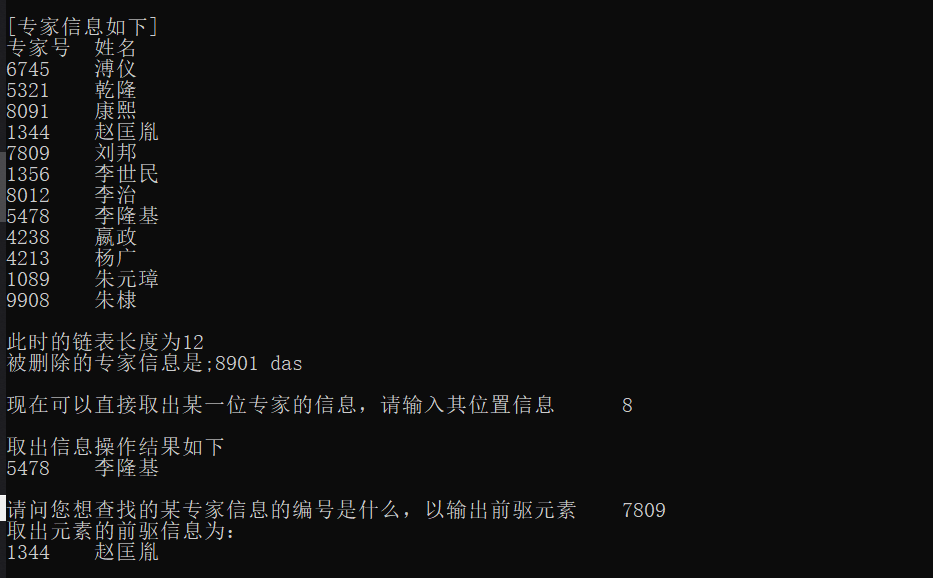 [专家信息如下]
专家号 姓名
6745 溥仪
5321 乾隆
8091 康熙
1344 赵匡胤
7809 刘邦
1356 李世民
8012 李治
5478 李隆基
4238 嬴政
4213 杨广
1089 朱元璋
9908 朱棣
此时的链表长度为12
被删除的专家信息是;8901 das
现在可以直接取出某一位专家的信息，请输入其位置信息 8
取出信息操作结果如下
5478 李隆基
请问您想查找的某专家信息的编号是什么，以输出前驱元素 7809
取出元素的前驱信息为:
1344 赵匡胤